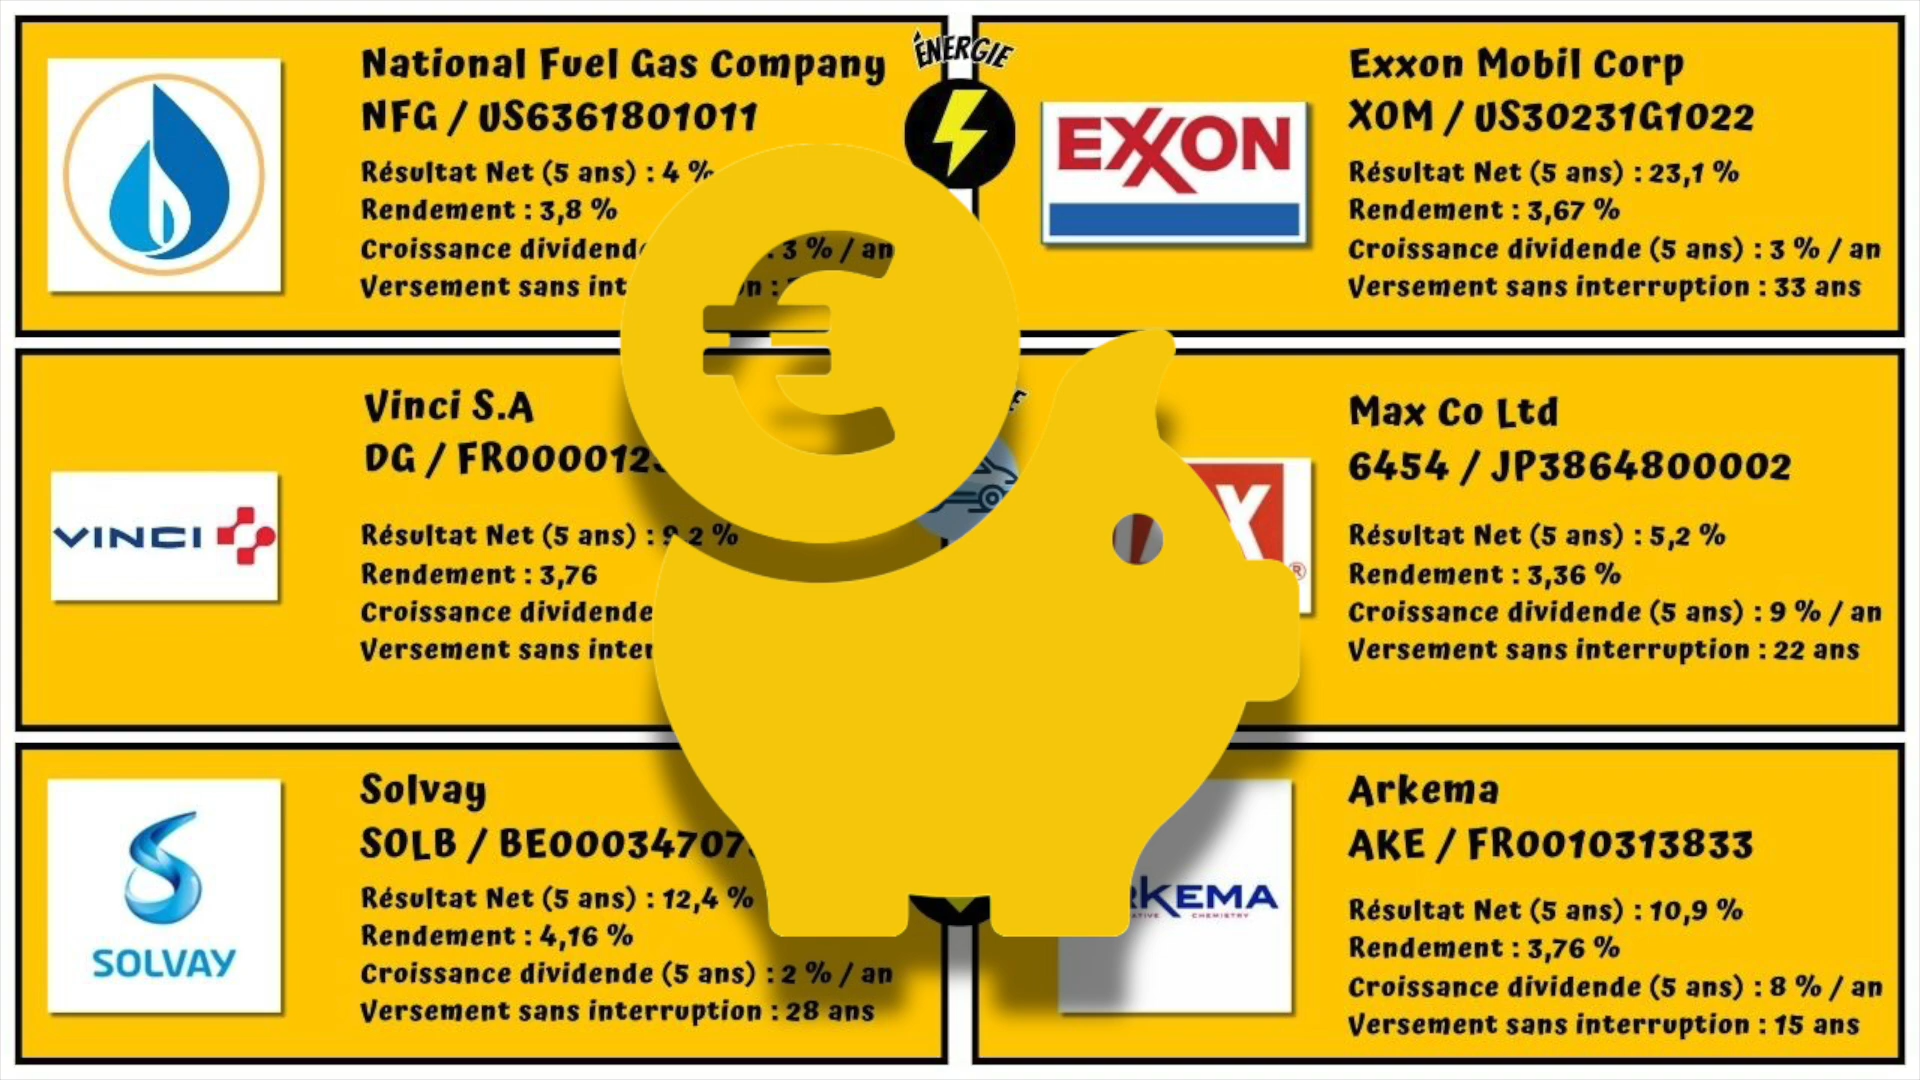 National Fuel Gas Company
NFG / US6361801011
Résultat Net (5 ans) : 4 %
Rendement : 3,8 %
Croissance 3 % / an
Versement sans
ÉNERGIE
EXXON
Exxon Mobil Corp
XOM / US30231G1022
Résultat Net (5 ans) : 23,1 %
Rendement : 3,67 %
Croissance dividende (5 ans) : 3 % / an
Versement sans interruption : 33 ans
VINCI
Vinci S.A
DG /
Résultat Net (5 ans) : 9,2 %
Rendement : 3,76
Croissance dividende
Versement sans
Max Co Ltd
6454 / JP3864800002
Résultat Net (5 ans) : 5,2 %
Rendement : 3,36 %
Croissance dividende (5 ans) : 9 % / an
Versement sans interruption : 22 ans
SOLVAY
Solvay
SOLB /
Résultat Net (5 ans) : 12,4 %
Rendement : 4,16 %
Croissance dividende (5 ans) : 2 % / an
Versement sans interruption : 28 ans
€
Arkema
AKE / FR0010313833
Résultat Net (5 ans) : 10,9 %
Rendement : 3,76 %
Croissance dividende (5 ans) : 8 % / an
Versement sans interruption : 15 ans